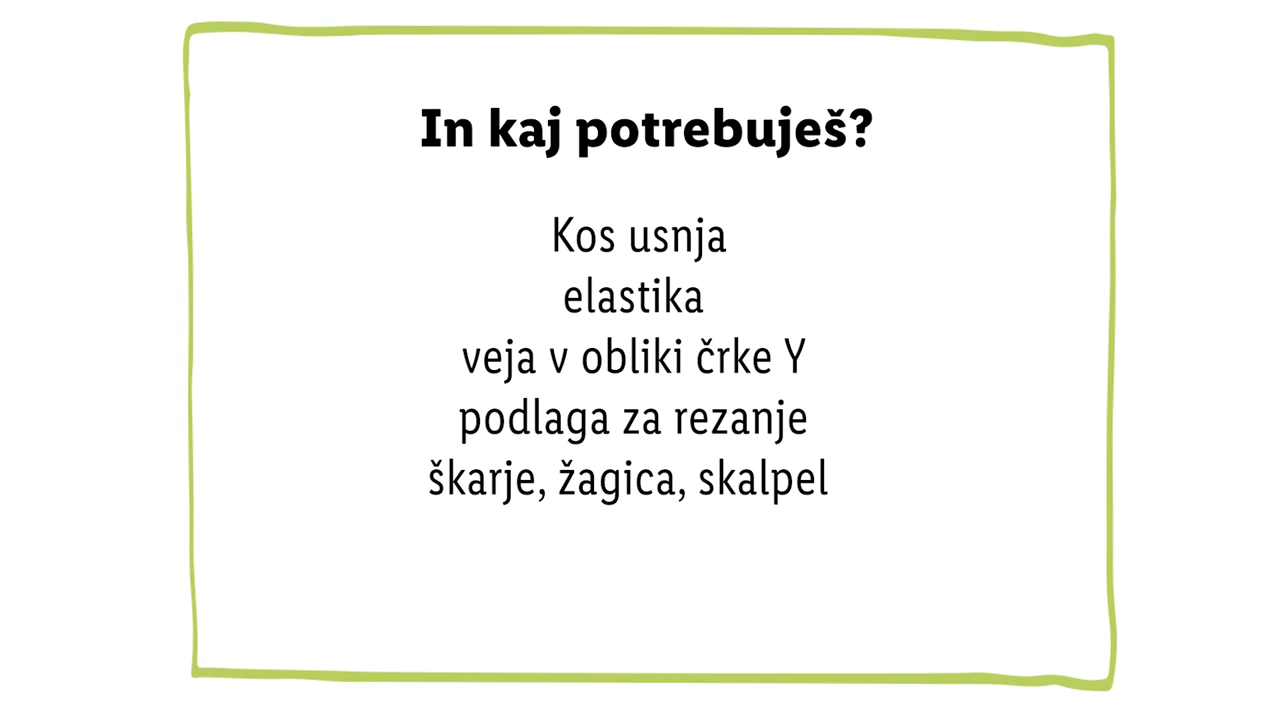 In kaj potrebuješ?
Kos usnja
elastika
veja v obliki črke Y
podlaga za rezanje
škarje, žagica, skalpel